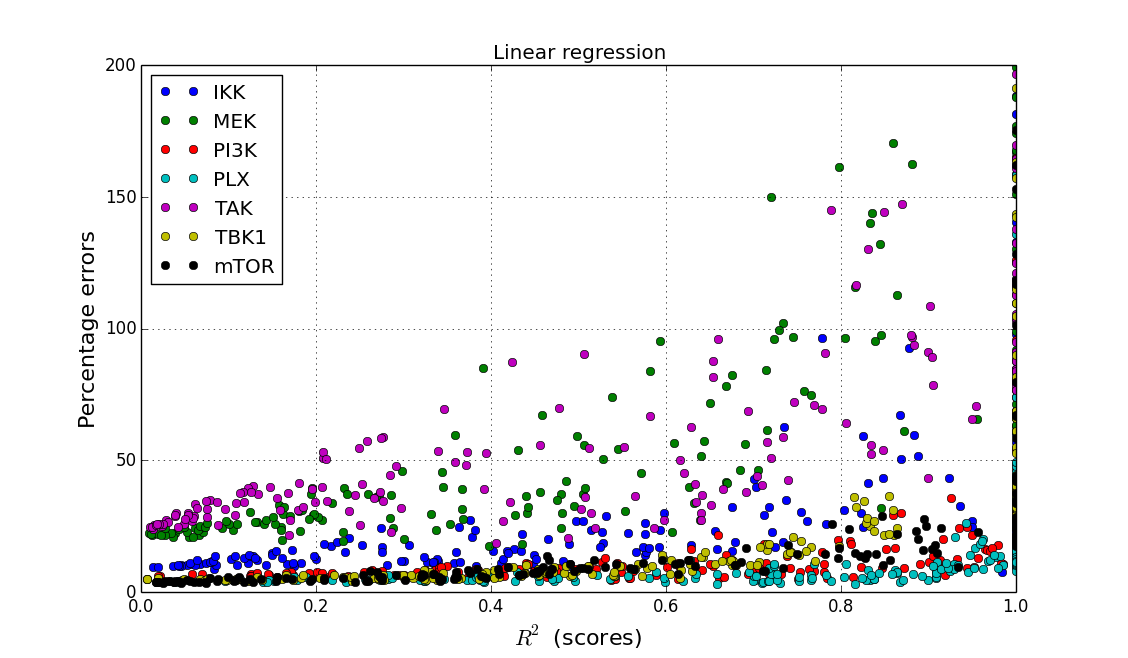 Linear regression
200
150
100
50
0
Percentage errors
IKK
MEK
PI3K
PLX
TAK
TBK1
mTOR
0.0 0.2 0.4 0.6 0.8 1.0
R² (scores)